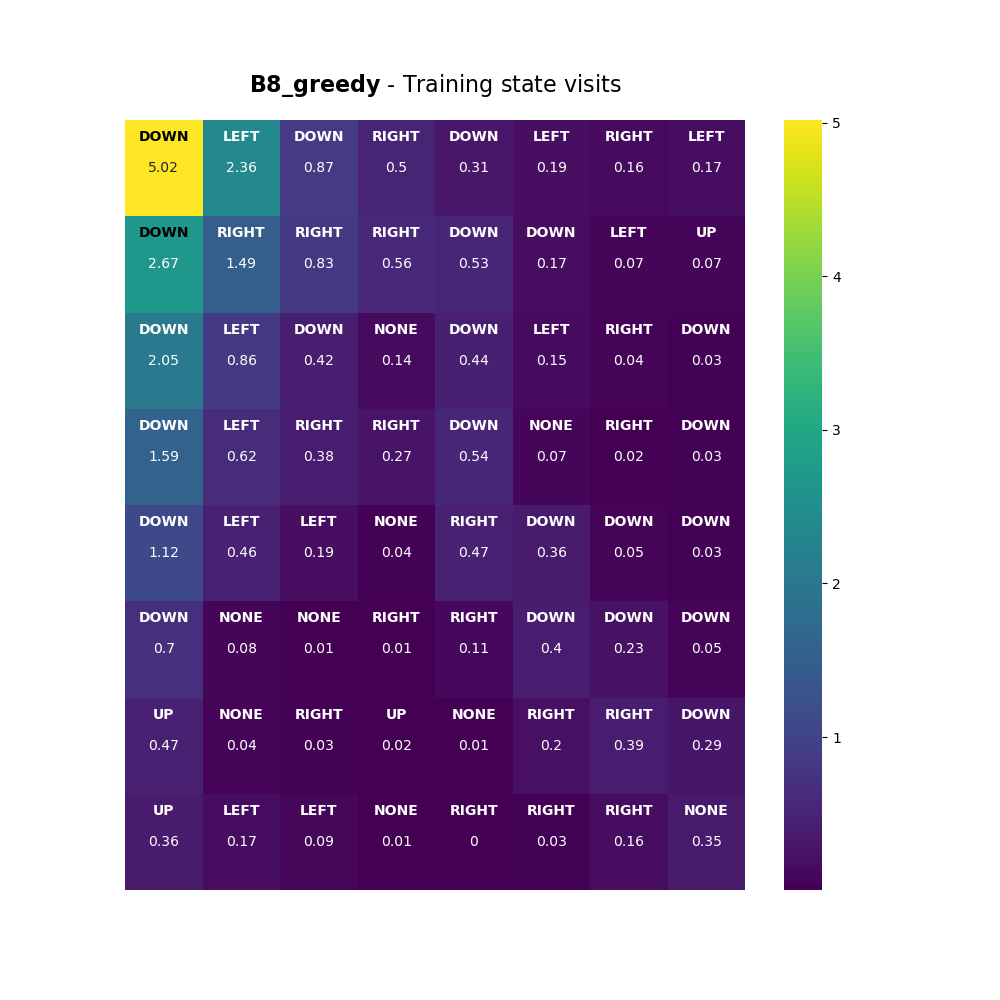 B8_greedy - Training state visits
DOWN LEFT DOWN RIGHT DOWN LEFT RIGHT LEFT
5.02 2.36 0.87 0.5 0.31 0.19 0.16 0.17
DOWN RIGHT RIGHT RIGHT DOWN DOWN LEFT UP
2.67 1.49 0.83 0.56 0.53 0.17 0.07 0.07
DOWN LEFT DOWN NONE DOWN LEFT RIGHT DOWN
2.05 0.86 0.42 0.14 0.44 0.15 0.04 0.03
DOWN LEFT RIGHT RIGHT DOWN NONE RIGHT DOWN
1.59 0.62 0.38 0.27 0.54 0.07 0.02 0.03
DOWN LEFT LEFT NONE RIGHT DOWN DOWN DOWN
1.12 0.46 0.19 0.04 0.47 0.36 0.05 0.03
DOWN NONE NONE RIGHT RIGHT DOWN DOWN DOWN
0.7 0.08 0.01 0.01 0.11 0.4 0.23 0.05
UP NONE RIGHT UP NONE RIGHT RIGHT DOWN
0.47 0.04 0.03 0.02 0.01 0.2 0.39 0.29
UP LEFT LEFT NONE RIGHT RIGHT RIGHT NONE
0.36 0.17 0.09 0.01 0 0.03 0.16 0.35
5
4
3
2
1